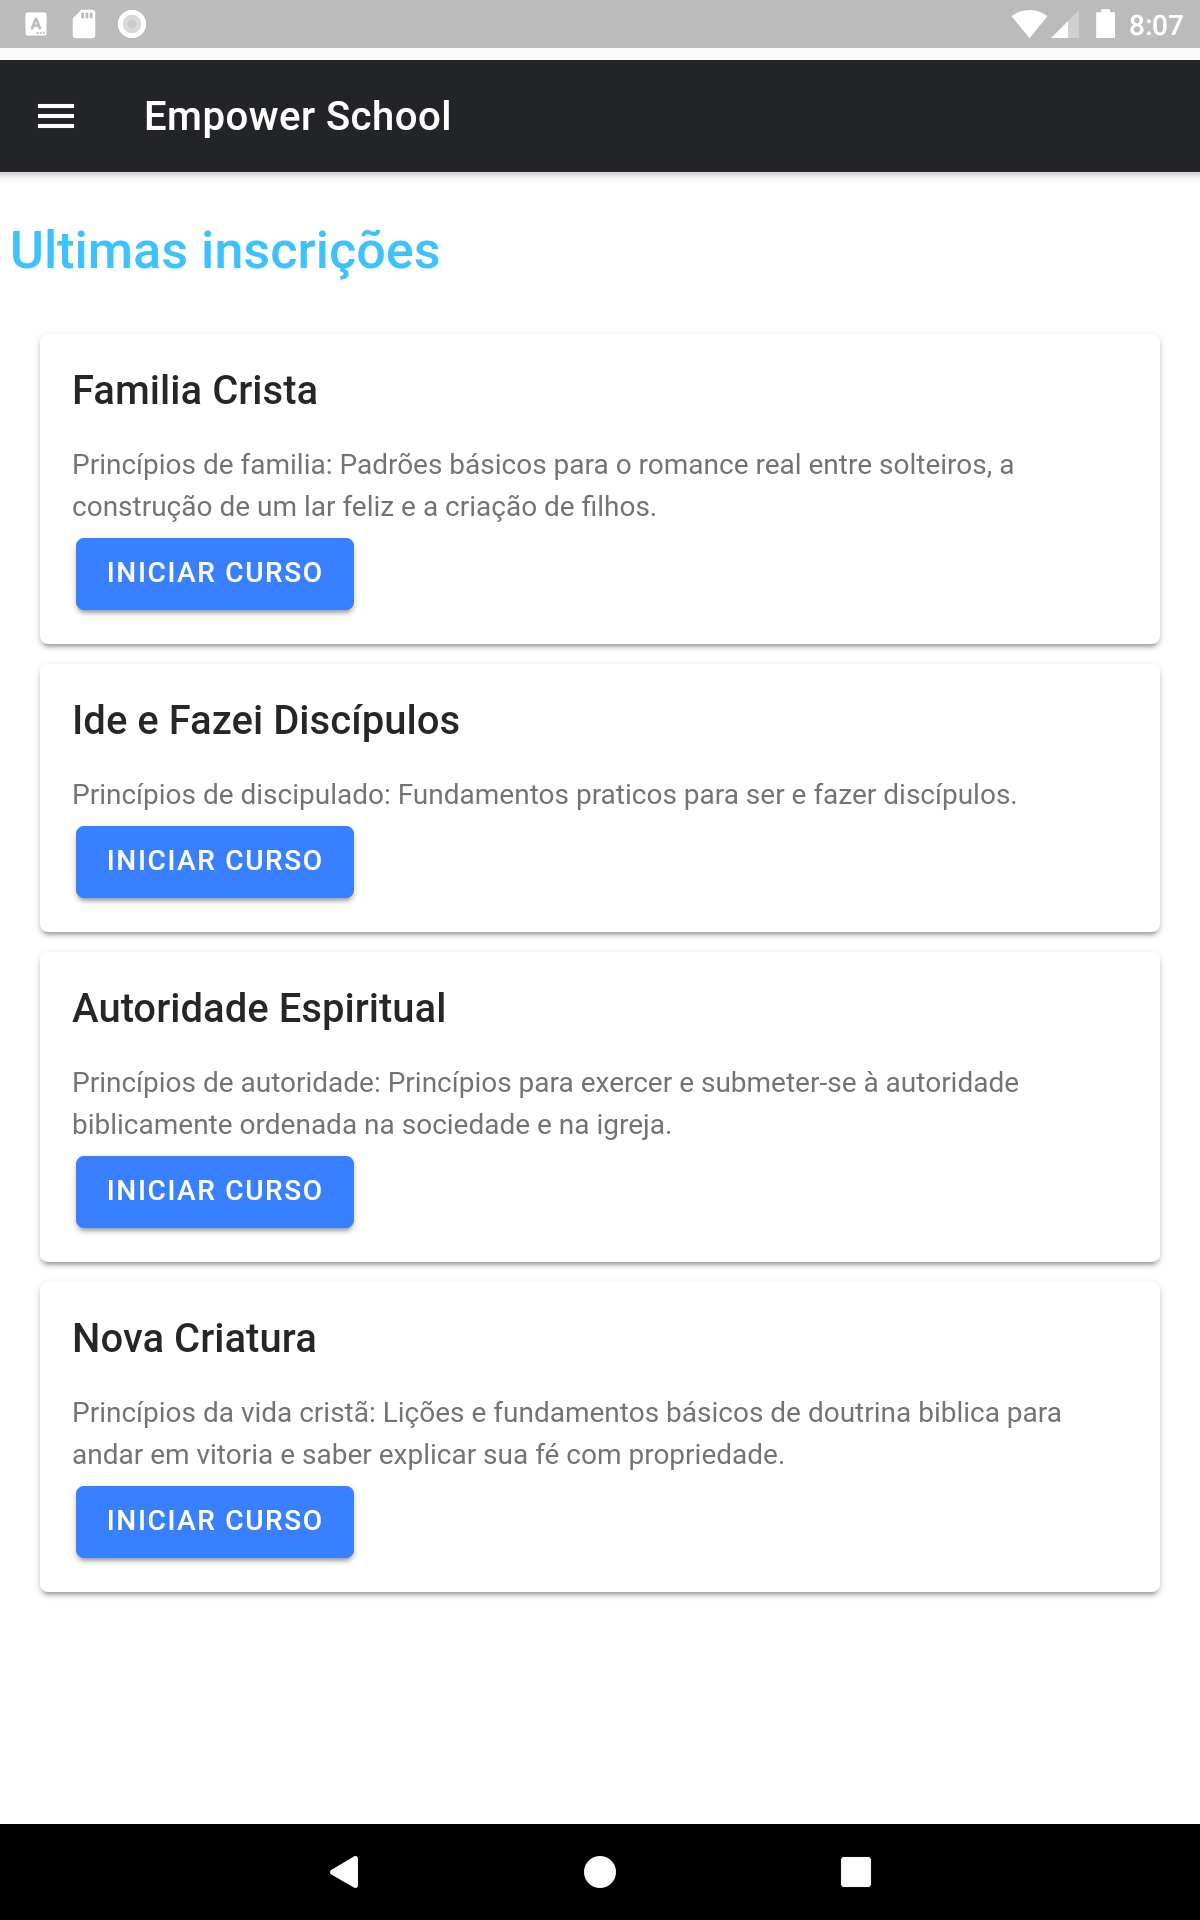 8:07
Empower School
Ultimas inscrições
Familia Crista
Princípios de familia: Padrões básicos para o romance real entre solteiros, a
construção de um lar feliz e a criação de filhos.
INICIAR CURSO
Ide e Fazei Discípulos
Princípios de discipulado: Fundamentos praticos para ser e fazer discípulos.
INICIAR CURSO
Autoridade Espiritual
Princípios de autoridade: Princípios para exercer e submeter-se à autoridade
biblicamente ordenada na sociedade e na igreja.
INICIAR CURSO
Nova Criatura
Princípios da vida cristã: Lições e fundamentos básicos de doutrina biblica para
andar em vitoria e saber explicar sua fé com propriedade.
INICIAR CURSO